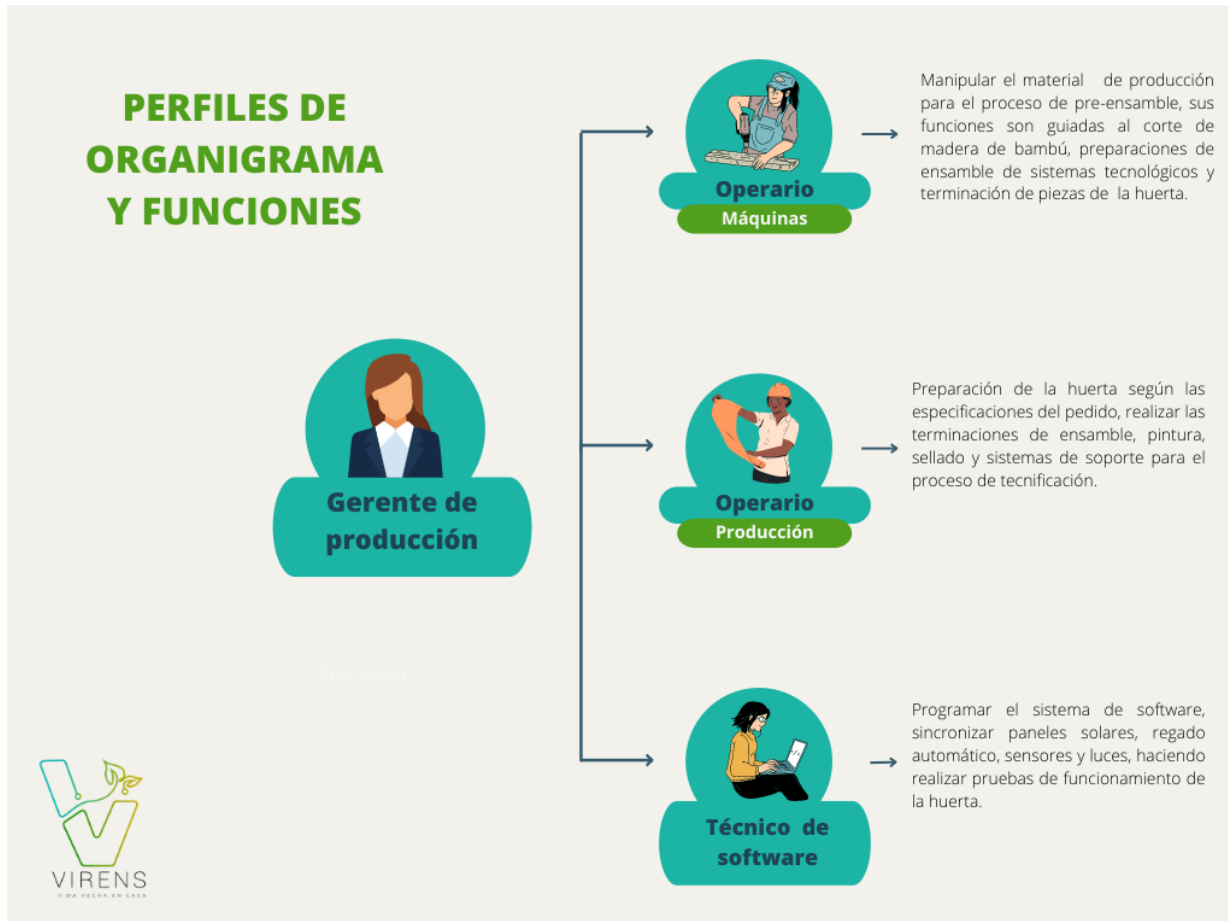 PERFILES DE
ORGANIGRAMA
Y FUNCIONES
Gerente de
producción
Operario
Máquinas
Manipular el material de producción
para el proceso de pre-ensamble, sus
funciones son guiadas al corte de
madera de bambú, preparaciones de
ensamble de sistemas tecnológicos y
terminación de piezas de la huerta.
Operario
Producción
Preparación de la huerta según las
especificaciones del pedido, realizar las
terminaciones de ensamble, pintura,
sellado y sistemas de soporte para el
proceso de tecnificación.
Técnico de
software
Programar el sistema de software,
sincronizar paneles solares, regado
automático, sensores y luces, haciendo
realizar pruebas de funcionamiento de
la huerta.
VIRENS
VIDA HECHA EN CASA